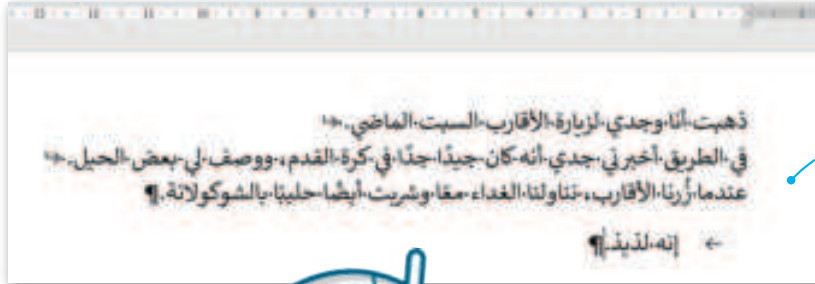 ذهبت أنا وجدي لزيارة الأقارب السبت الماضي.
في الطريق أخبرني جدي أنه كان جيدًا جدًا في كرة القدم، ووصف لي بعض الحيل.
عندما زُرنا الأقارب، تناولنا الغداء معًا وشربت أيضًا حليبًا بالشوكولاتة.¶
← إنه لذيذ.¶